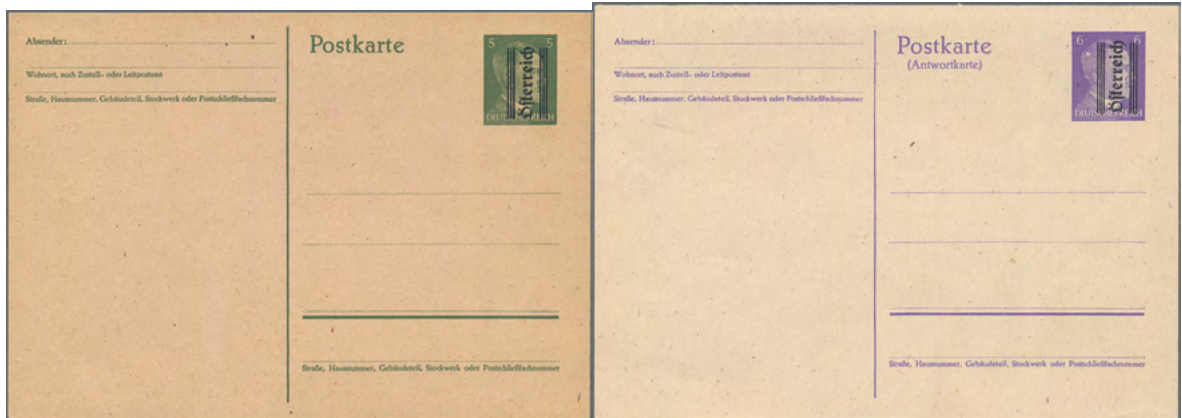 Absender:
Wohnort, auch Zustell- oder Leitpostamt
Straße, Hausnummer, Gebäudeteil, Stockwerk oder Postschließfachnummer
Postkarte
5 5
Österreich
DEUTSCHES REICH
Straße, Hausnummer, Gebäudeteil, Stockwerk oder Postschließfachnummer
Absender:
Wohnort, auch Zustell- oder Leitpostamt
Straße, Hausnummer, Gebäudeteil, Stockwerk oder Postschließfachnummer
Postkarte
(Antwortkarte)
6 6
Österreich
DEUTSCHES REICH
Straße, Hausnummer, Gebäudeteil, Stockwerk oder Postschließfachnummer